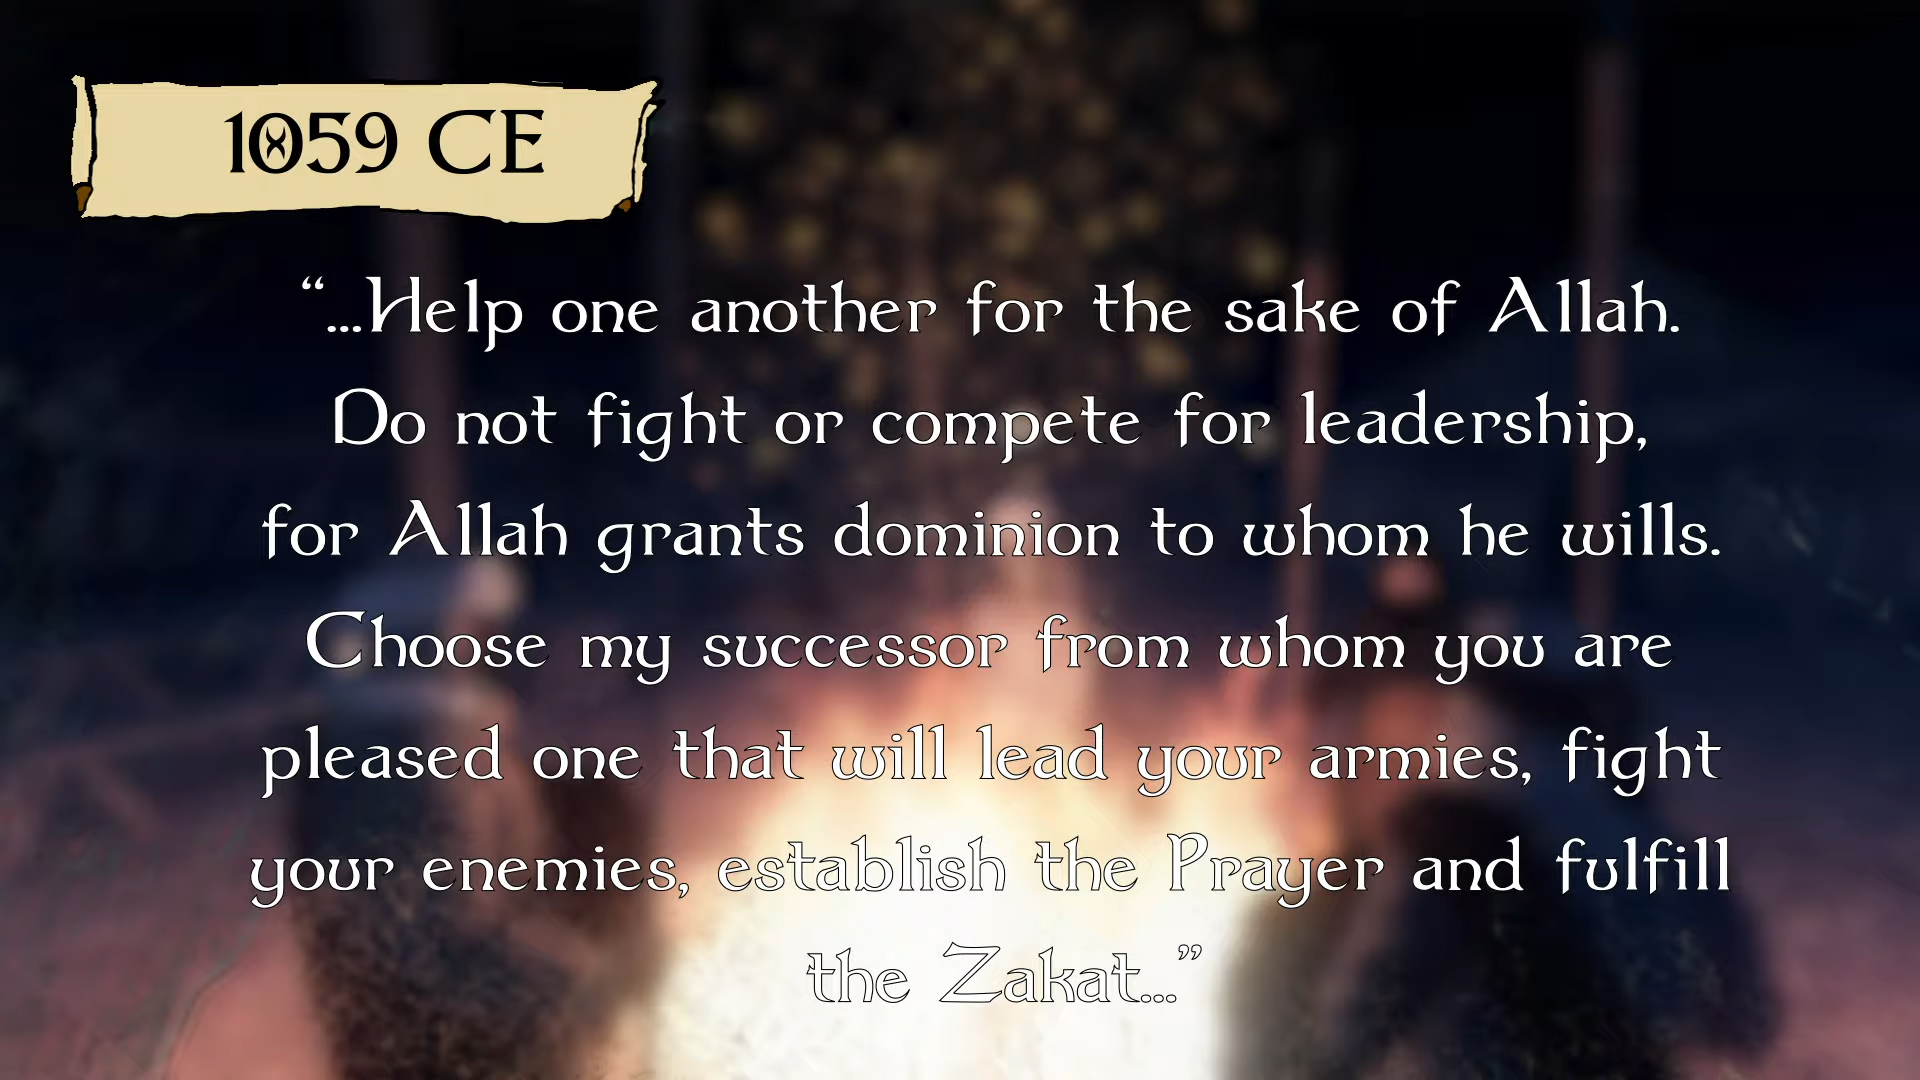 1059 CE
“...Help one another for the sake of Allah.
Do not fight or compete for leadership,
for Allah grants dominion to whom he wills.
Choose my successor from whom you are
pleased one that will lead your armies, fight
your enemies, establish the Prayer and fulfill
the Zakat...”